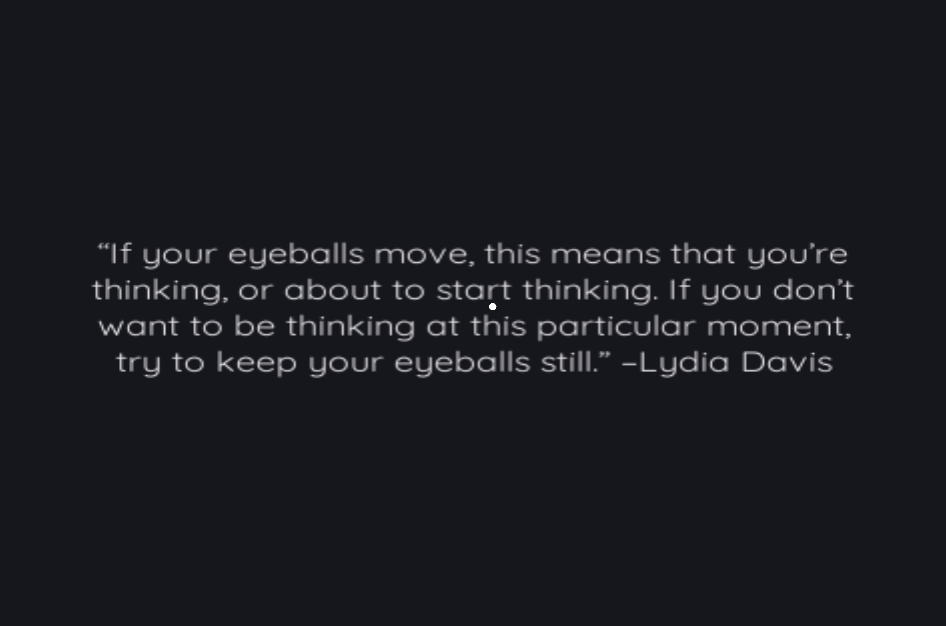 “If your eyeballs move, this means that you’re
thinking, or about to start thinking. If you don’t
want to be thinking at this particular moment,
try to keep your eyeballs still.” –Lydia Davis